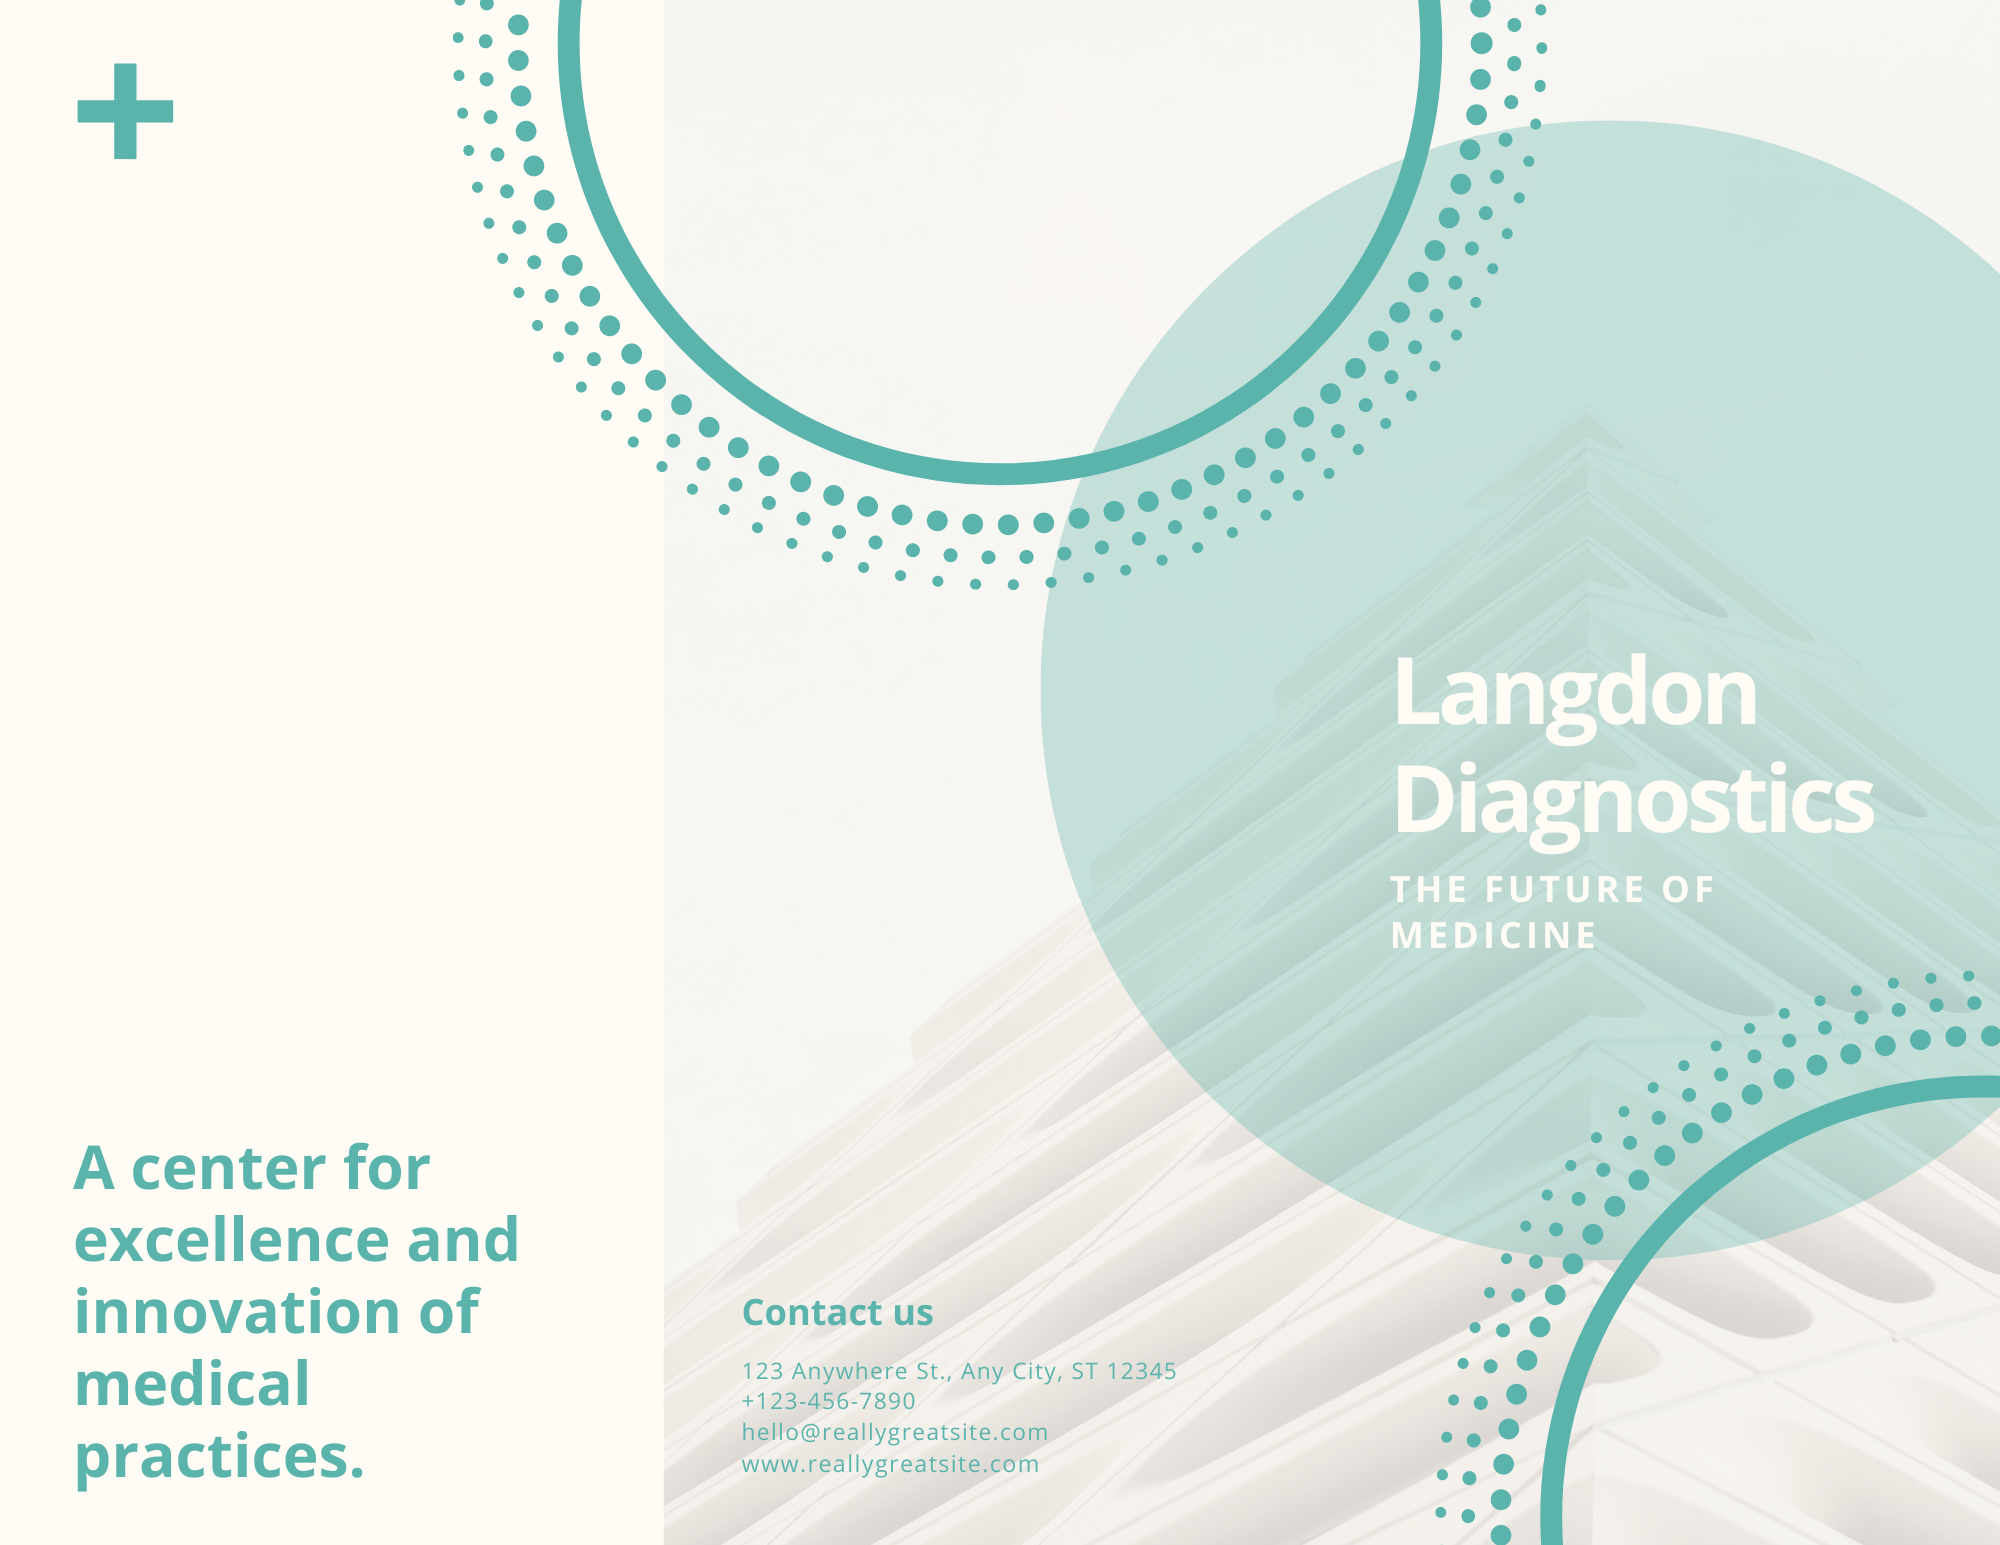 A center for
excellence and
innovation of
medical
practices.
Contact us
123 Anywhere St., Any City, ST 12345
+123-456-7890
hello@reallygreatsite.com
www.reallygreatsite.com
Langdon
Diagnostics
THE FUTURE OF
MEDICINE